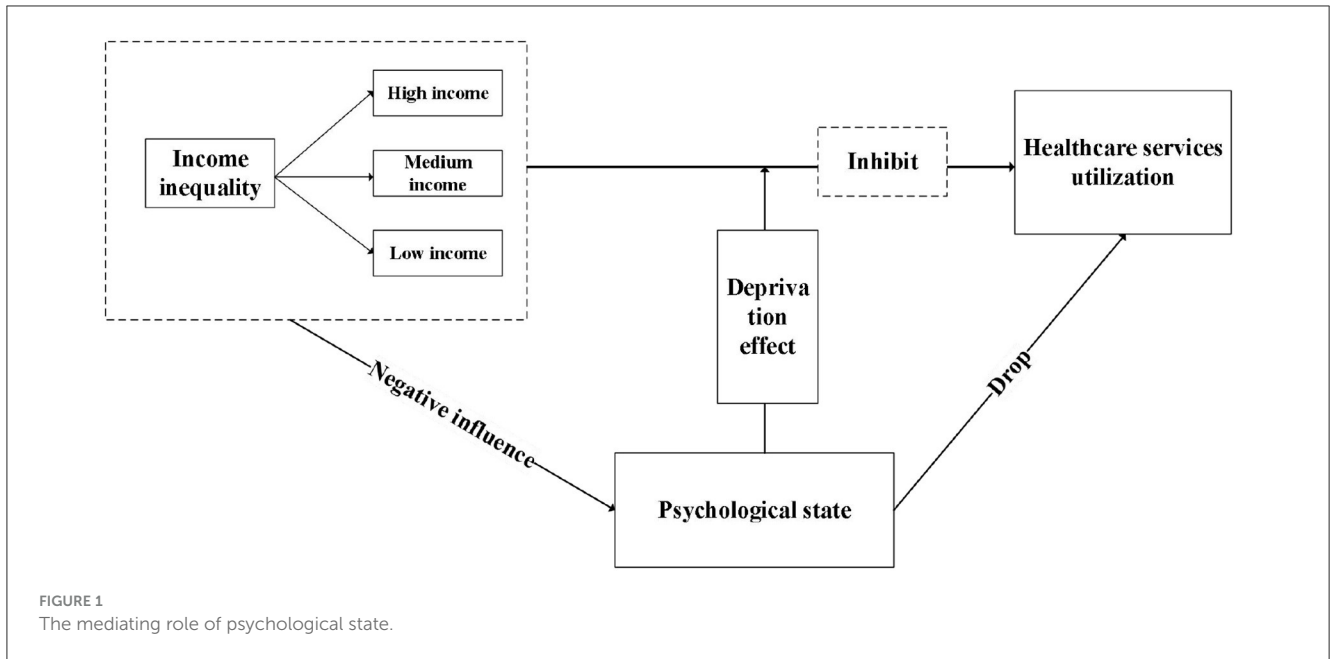 High income
Income
inequality
Medium
income
Low income
Inhibit
Healthcare services
utilization
Depriva
tion
effect
Negative influence
Drop
Psychological state
FIGURE 1
The mediating role of psychological state.